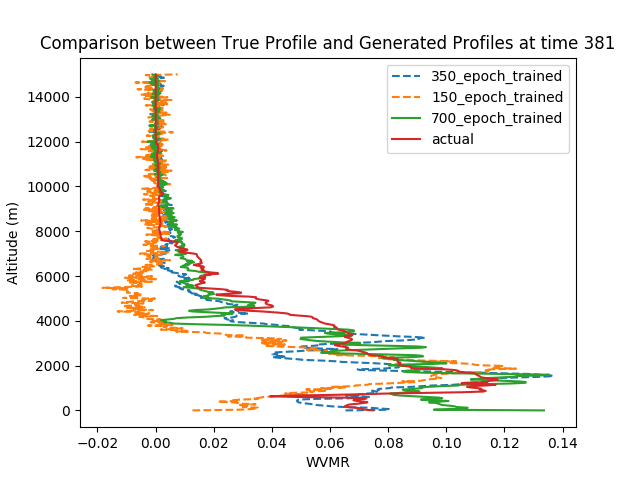 Comparison between True Profile and Generated Profiles at time 381
350_epoch_trained
150_epoch_trained
700_epoch_trained
actual
Altitude (m)
14000
12000
10000
8000
6000
4000
2000
0
−0.02
0.00
0.02
0.04
0.06
0.08
0.10
0.12
0.14
WVMR